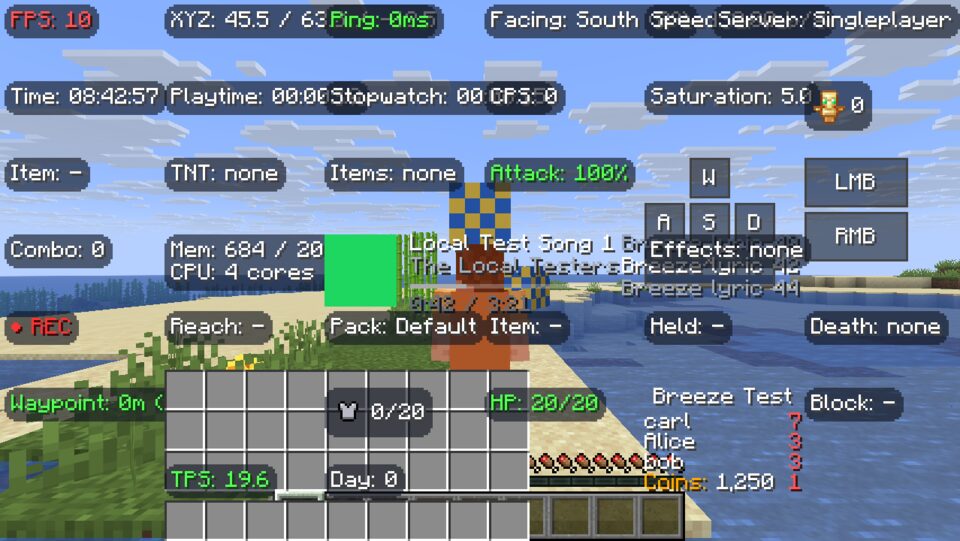 FPS: 10
XYZ: 45.5 / 63
Ping: 0ms
Facing: South
Speed
Server: Singleplayer
Time: 08:42:57
Playtime: 00:00
Stopwatch: 00
CPS: 0
Saturation: 5.0
0
Item: -
TNT: none
Items: none
Attack: 100%
W
LMB
A S D
RMB
Combo: 0
Mem: 684 / 20
CPU: 4 cores
Local Test Song 1
The Local Testers
0:42 / 3:21
Effects: none
Breeze lyric 42
Breeze lyric 44
REC
Reach: -
Pack: Default
Item: -
Held: -
Death: none
Waypoint: 0m (
0/20
HP: 20/20
Breeze Test
Block: -
carl 7
Alice 3
Bob 3
Coins: 1,250 1
TPS: 19.6
Day: 0